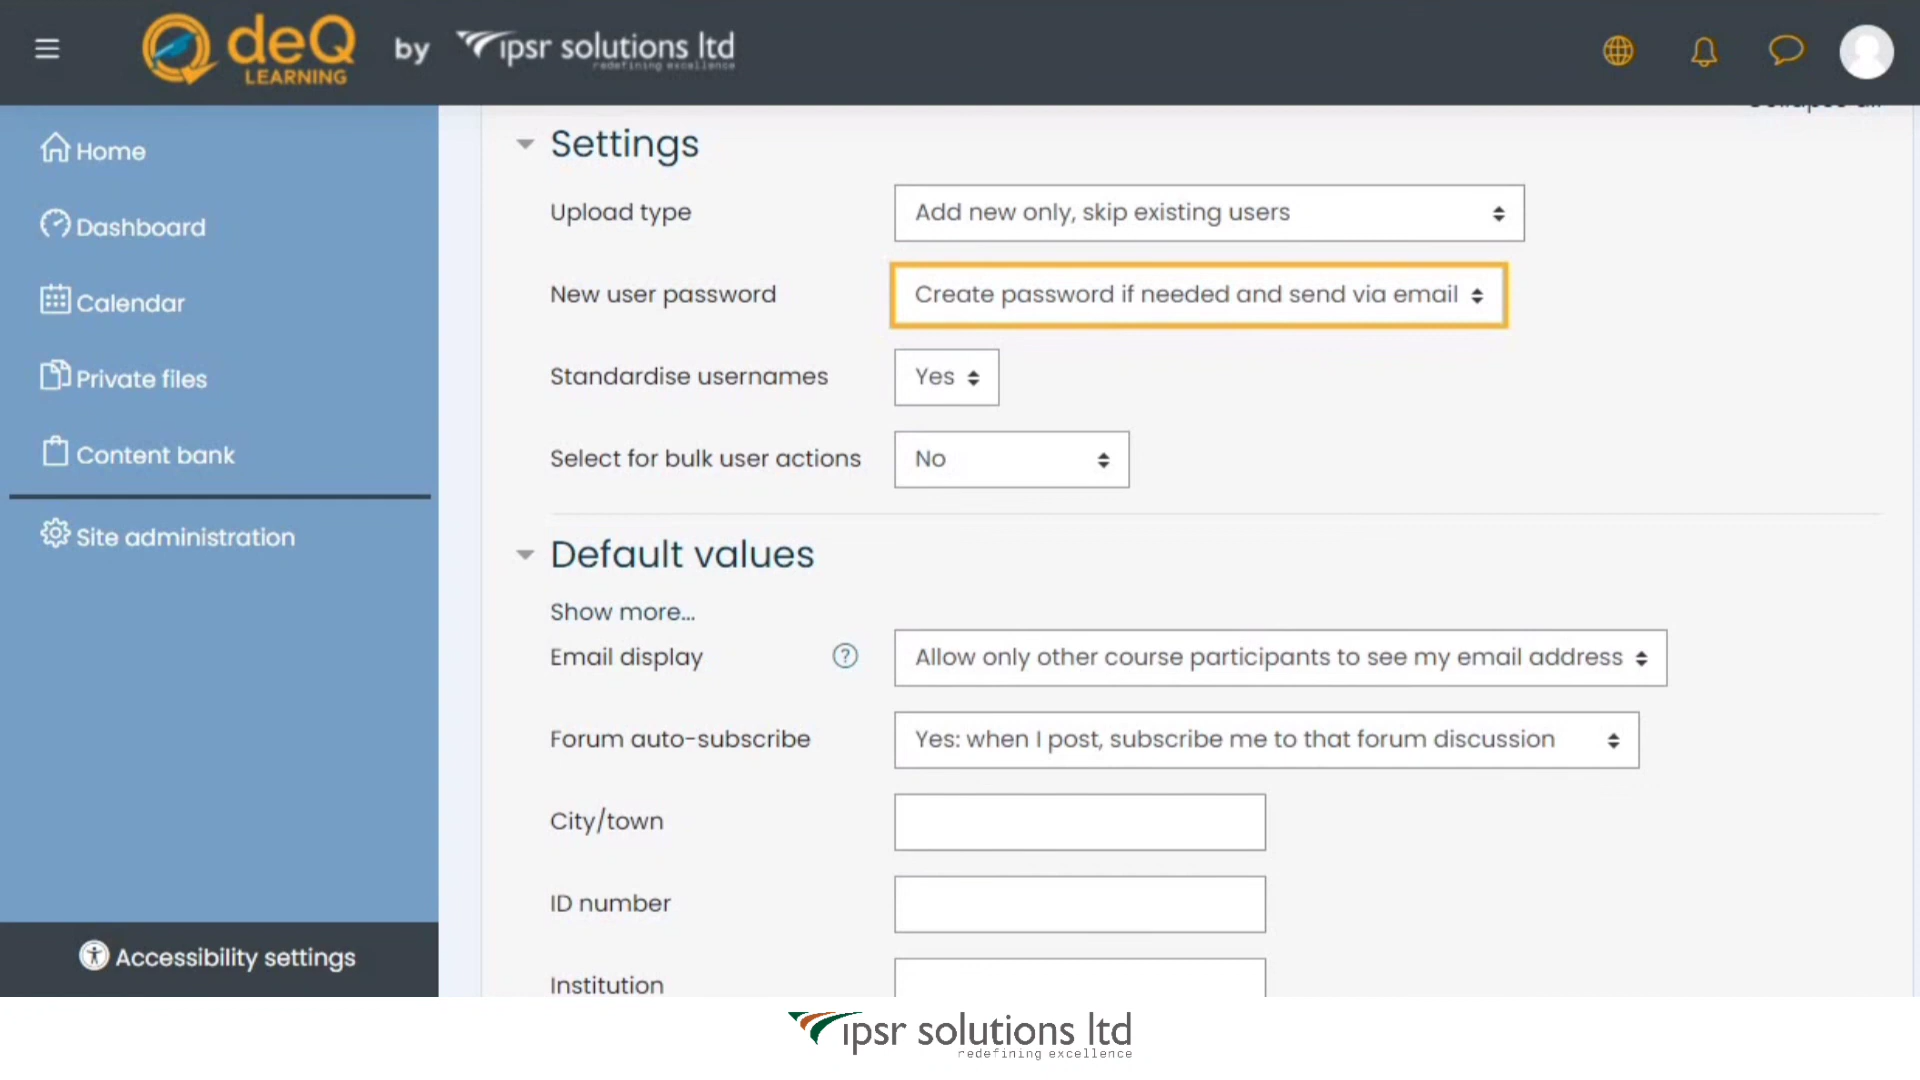 deQ
LEARNING
by
ipsr solutions ltd
redefining excellence
Collapse all
Home
Dashboard
Calendar
Private files
Content bank
Site administration
Accessibility settings
Settings
Upload type
Add new only, skip existing users
New user password
Create password if needed and send via email
Standardise usernames
Yes
Select for bulk user actions
No
Default values
Show more...
Email display
?
Allow only other course participants to see my email address
Forum auto-subscribe
Yes: when I post, subscribe me to that forum discussion
City/town
ID number
Institution
ipsr solutions ltd
redefining excellence